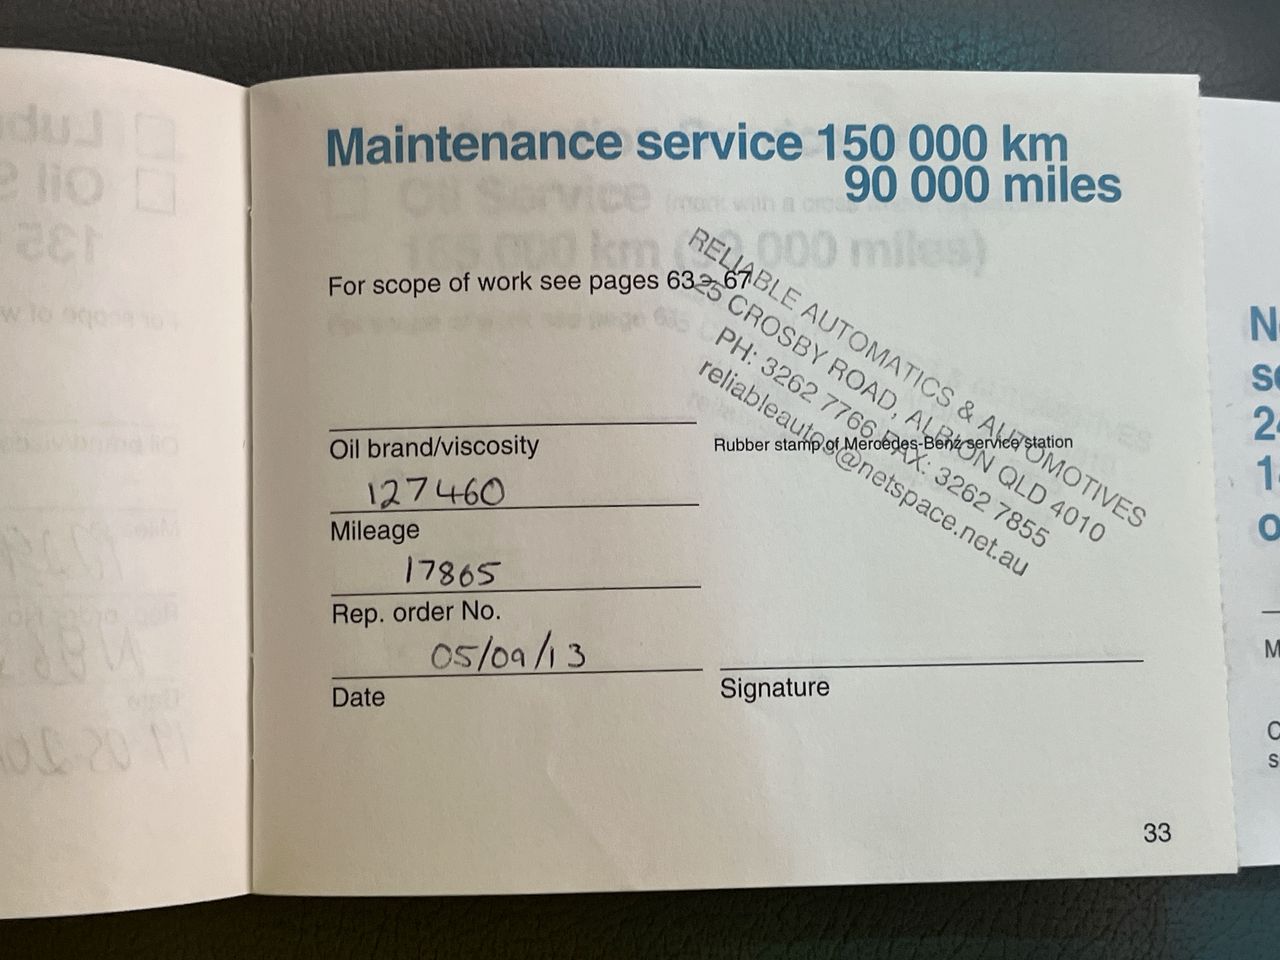 Maintenance service 150 000 km
90 000 miles
For scope of work see pages 63 – 67
RELIABLE AUTOMATICS & AUTOMOTIVES
25 CROSBY ROAD, ALBION QLD 4010
PH: 3262 7766 FAX: 3262 7855
reliableautos@netspace.net.au
Oil brand/viscosity
Rubber stamp of Mercedes-Benz service station
127460
Mileage
17865
Rep. order No.
05/09/13
Date
Signature
33